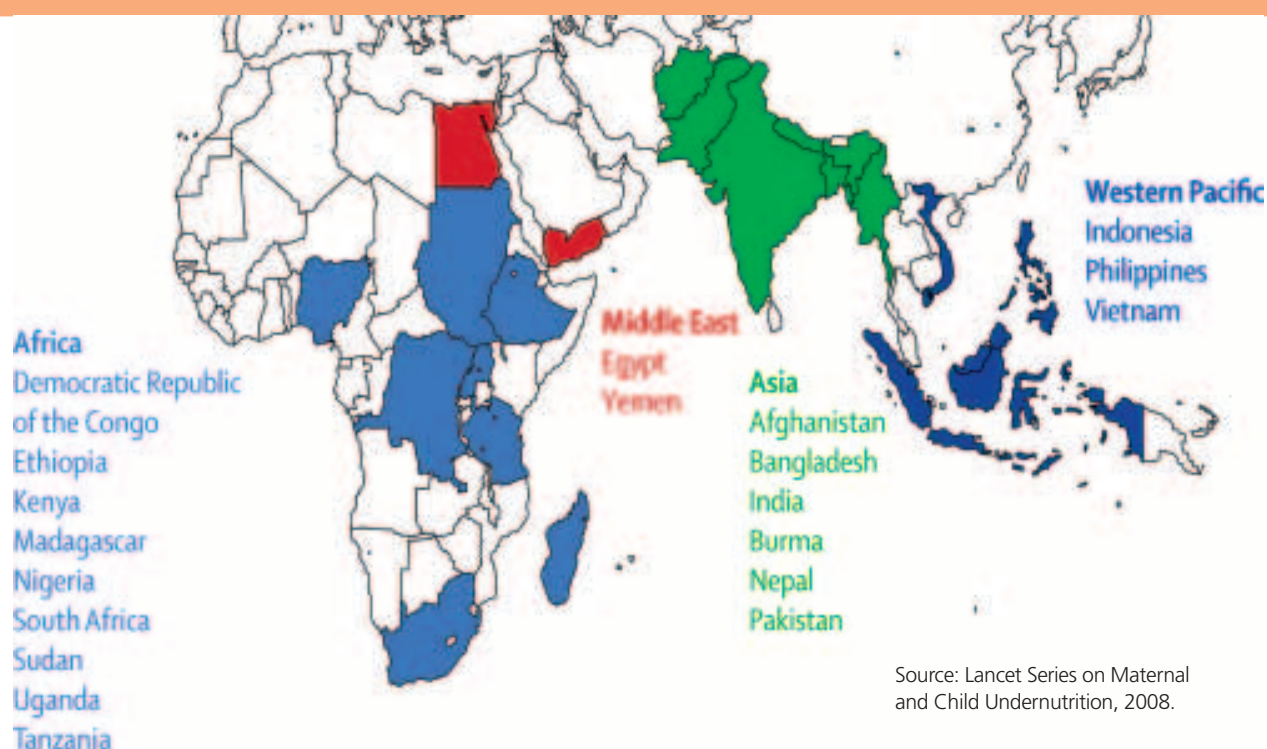 Western Pacific
Indonesia
Philippines
Vietnam
Middle East
Egypt
Yemen
Africa
Democratic Republic
of the Congo
Ethiopia
Kenya
Madagascar
Nigeria
South Africa
Sudan
Uganda
Tanzania
Asia
Afghanistan
Bangladesh
India
Burma
Nepal
Pakistan
Source: Lancet Series on Maternal
and Child Undernutrition, 2008.